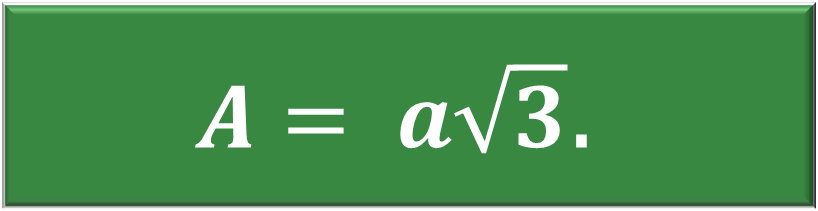 A = a√3.